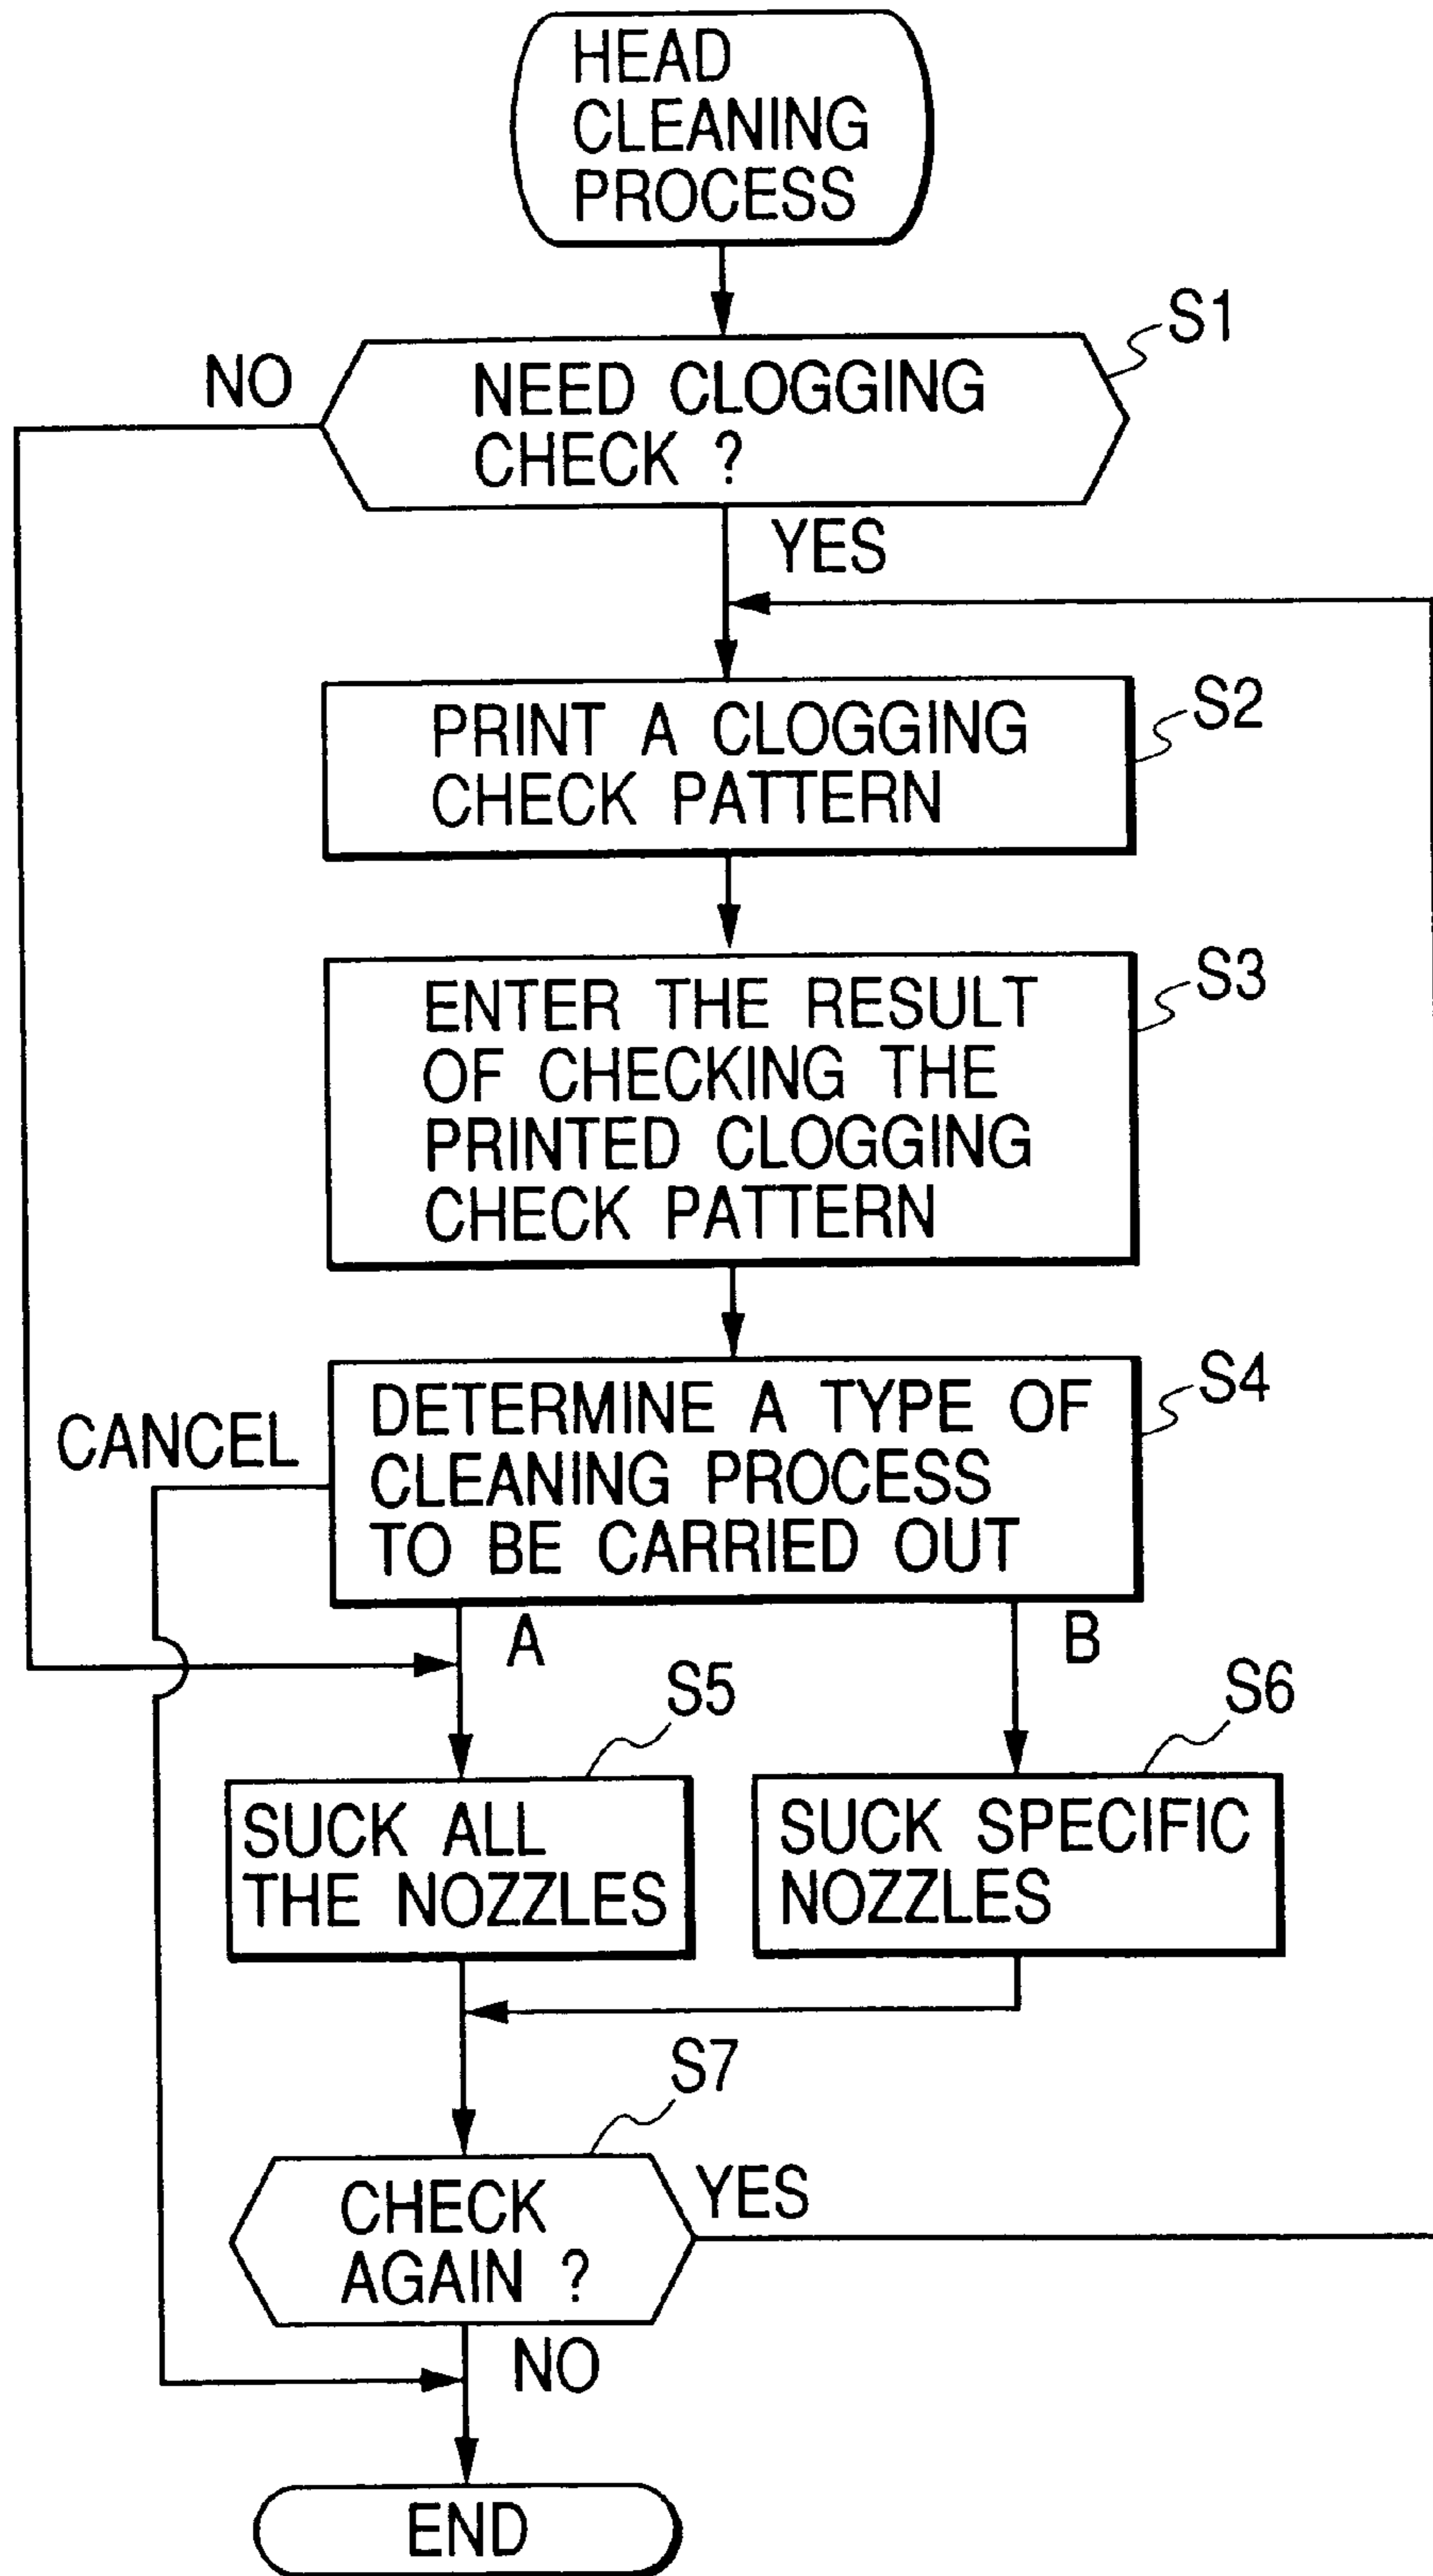 HEAD
CLEANING
PROCESS
S1
NO
NEED CLOGGING
CHECK ?
YES
S2
PRINT A CLOGGING
CHECK PATTERN
S3
ENTER THE RESULT
OF CHECKING THE
PRINTED CLOGGING
CHECK PATTERN
S4
CANCEL
DETERMINE A TYPE OF
CLEANING PROCESS
TO BE CARRIED OUT
A
B
S5
S6
SUCK ALL
THE NOZZLES
SUCK SPECIFIC
NOZZLES
S7
YES
CHECK
AGAIN ?
NO
END